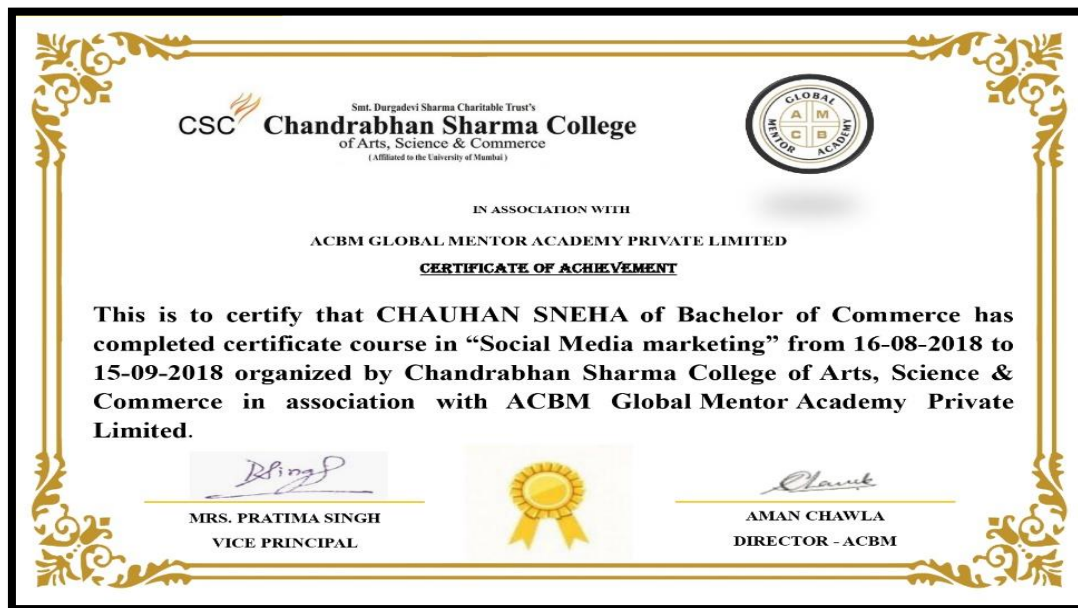 CSC
Smt. Durgadevi Sharma Charitable Trust's
Chandrabhan Sharma College
of Arts, Science & Commerce
( Affiliated to the University of Mumbai )
GLOBAL
A M
C B
MENTOR ACADEMY
IN ASSOCIATION WITH
ACBM GLOBAL MENTOR ACADEMY PRIVATE LIMITED
CERTIFICATE OF ACHIEVEMENT
This is to certify that CHAUHAN SNEHA of Bachelor of Commerce has
completed certificate course in “Social Media marketing” from 16-08-2018 to
15-09-2018 organized by Chandrabhan Sharma College of Arts, Science &
Commerce in association with ACBM Global Mentor Academy Private
Limited.
MRS. PRATIMA SINGH
VICE PRINCIPAL
AMAN CHAWLA
DIRECTOR - ACBM